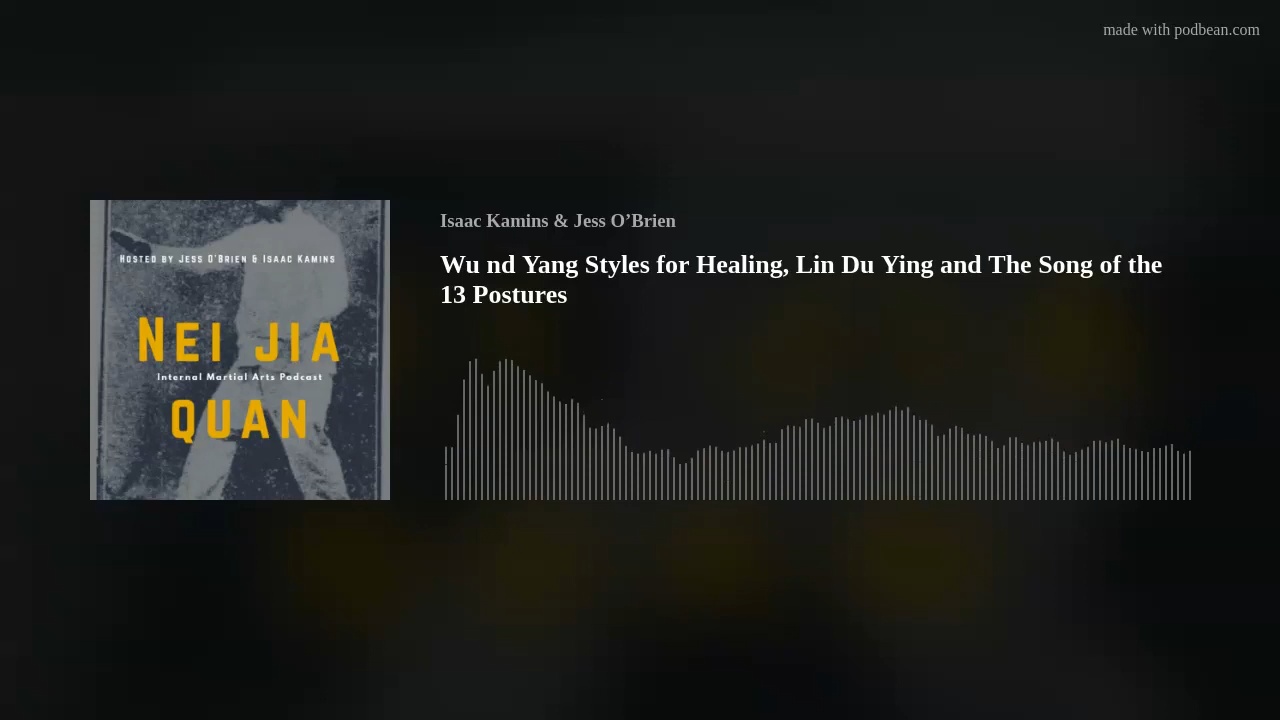 made with podbean.com
Isaac Kamins & Jess O’Brien
Wu nd Yang Styles for Healing, Lin Du Ying and The Song of the
13 Postures
Hosted by Jess O'Brien & Isaac Kamins
Nei Jia
Internal Martial Arts Podcast
Quan